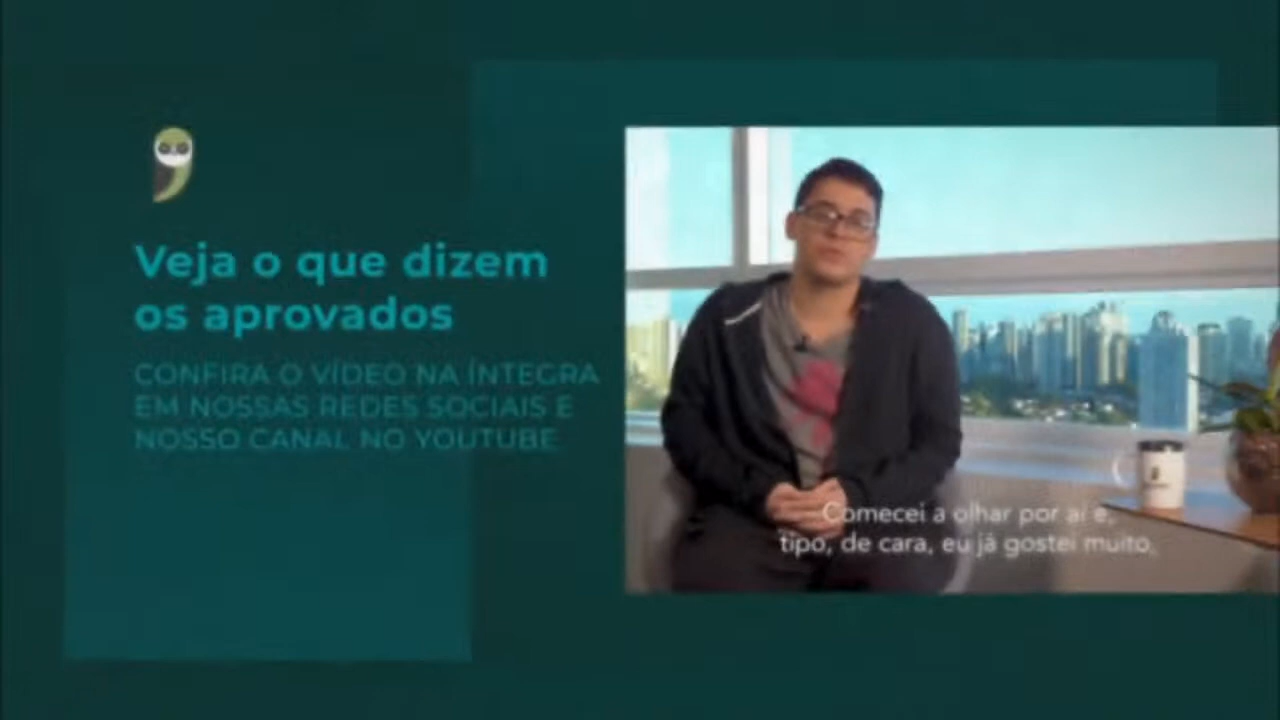 Veja o que dizem
os aprovados
CONFIRA O VÍDEO NA ÍNTEGRA
EM NOSSAS REDES SOCIAIS E
NOSSO CANAL NO YOUTUBE
Comecei a olhar por aí e,
tipo, de cara, eu já gostei muito,